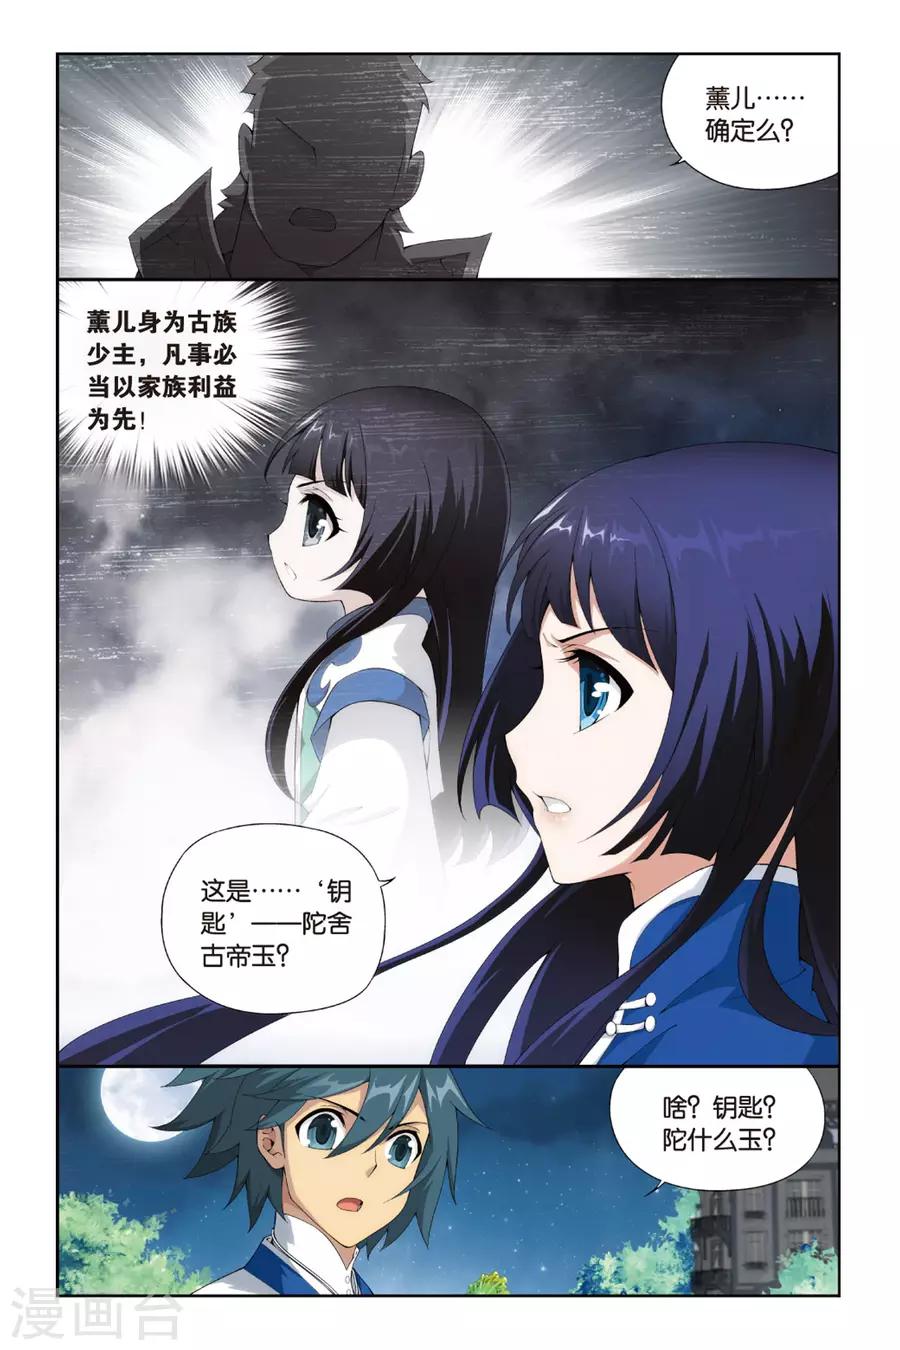 薰儿……
确定么？
薰儿身为古族
少主，凡事必
当以家族利益
为先！
这是……‘钥
匙’——陀舍
古帝玉？
啥？钥匙？
陀什么玉？
漫画台